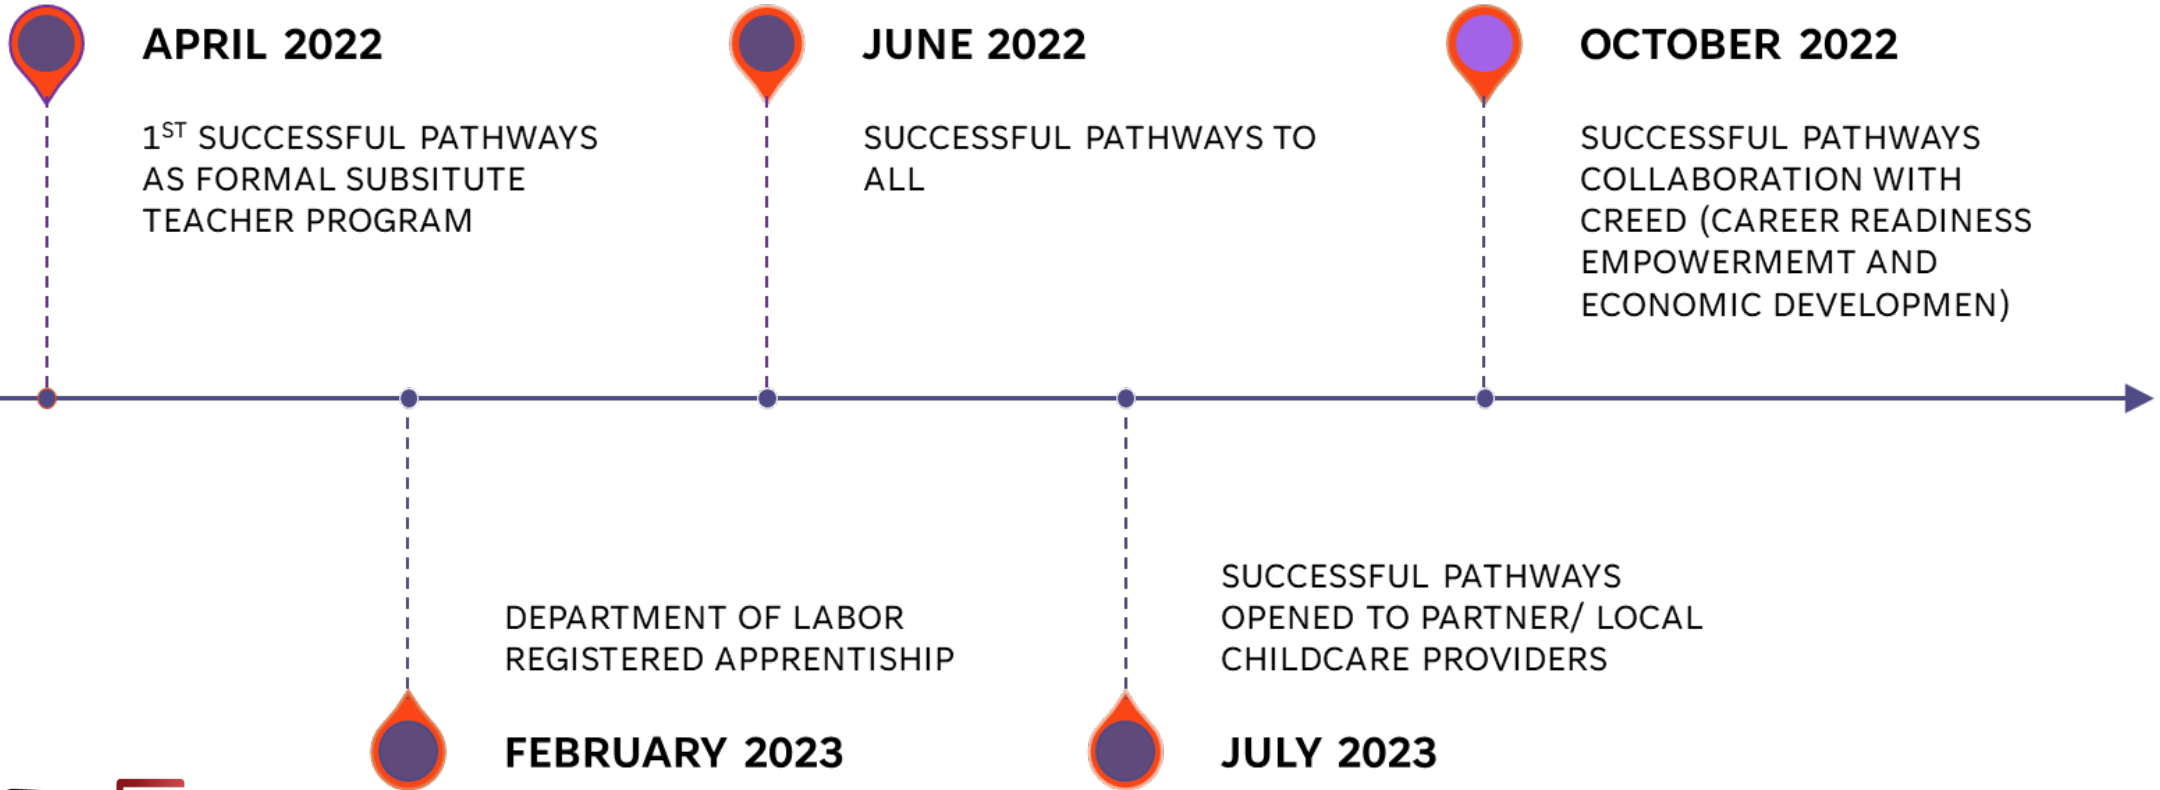 APRIL 2022
1ST SUCCESSFUL PATHWAYS
AS FORMAL SUBSITUTE
TEACHER PROGRAM
JUNE 2022
SUCCESSFUL PATHWAYS TO
ALL
OCTOBER 2022
SUCCESSFUL PATHWAYS
COLLABORATION WITH
CREED (CAREER READINESS
EMPOWERMEMT AND
ECONOMIC DEVELOPMEN)
DEPARTMENT OF LABOR
REGISTERED APPRENTISHIP
FEBRUARY 2023
SUCCESSFUL PATHWAYS
OPENED TO PARTNER/ LOCAL
CHILDCARE PROVIDERS
JULY 2023